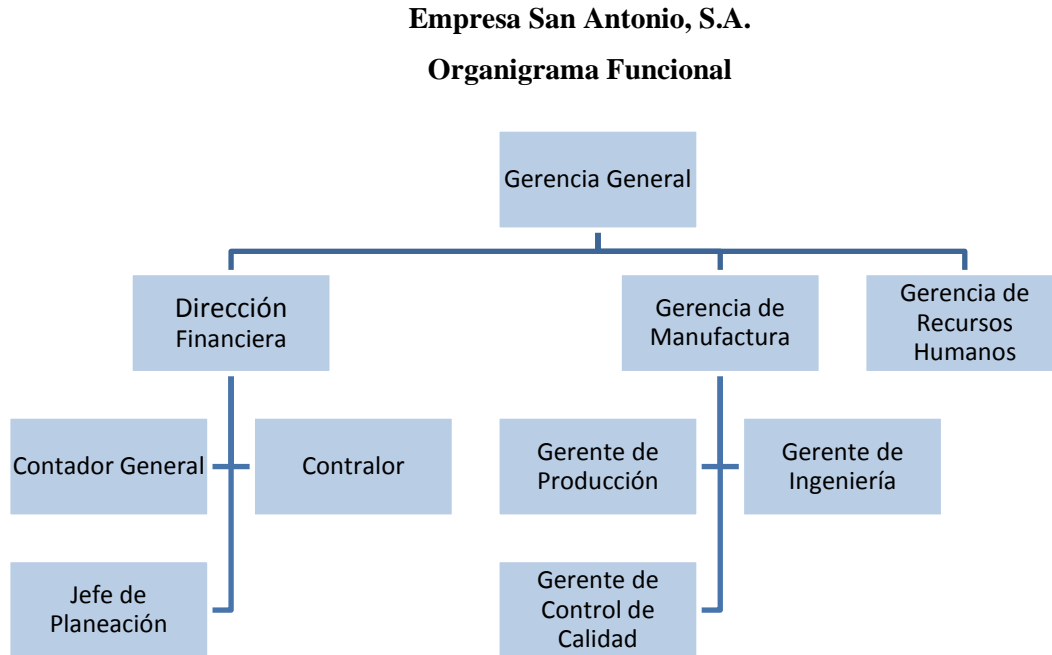 Empresa San Antonio, S.A.
Organigrama Funcional
Gerencia General
Dirección
Financiera
Gerencia de
Manufactura
Gerencia de
Recursos
Humanos
Contador General
Contralor
Gerente de
Producción
Gerente de
Ingeniería
Jefe de
Planeación
Gerente de
Control de
Calidad